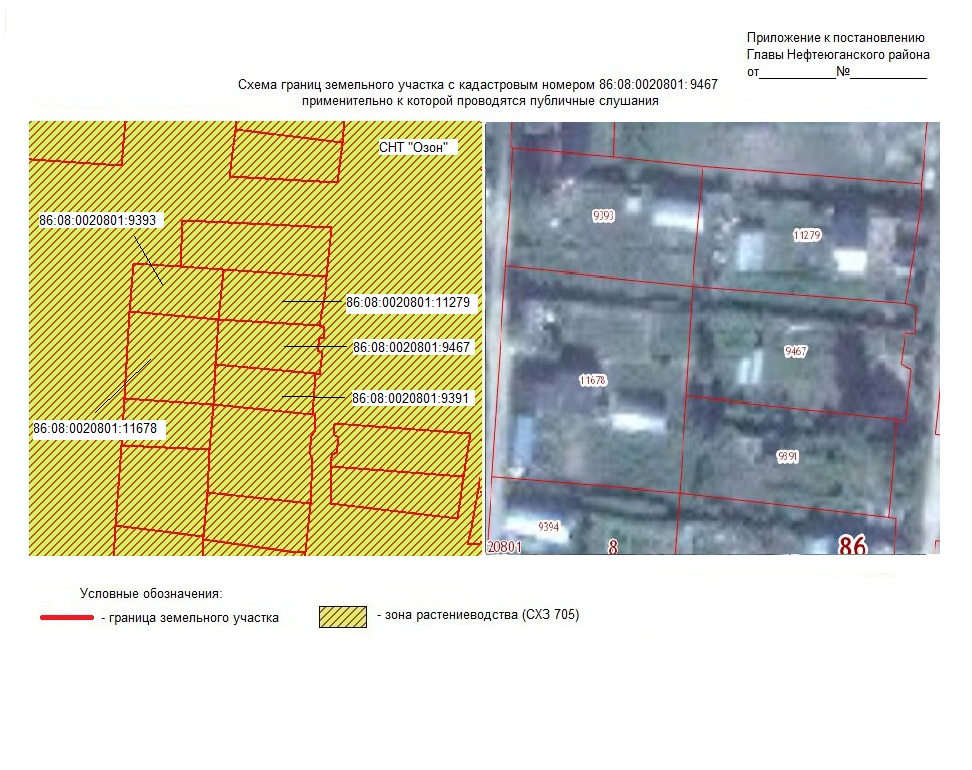 Приложение к постановлению
Главы Нефтеюганского района
от___________№___________
Схема границ земельного участка с кадастровым номером 86:08:0020801: 9467
применительно к которой проводятся публичные слушания
СНТ "Озон"
86:08:0020801:9393
86:08:0020801:11279
86:08:0020801:9467
86:08:0020801:9391
86:08:0020801:11678
9393
11279
9467
11678
9391
9394
20801
8
86
Условные обозначения:
- граница земельного участка
- зона растениеводства (СХЗ 705)